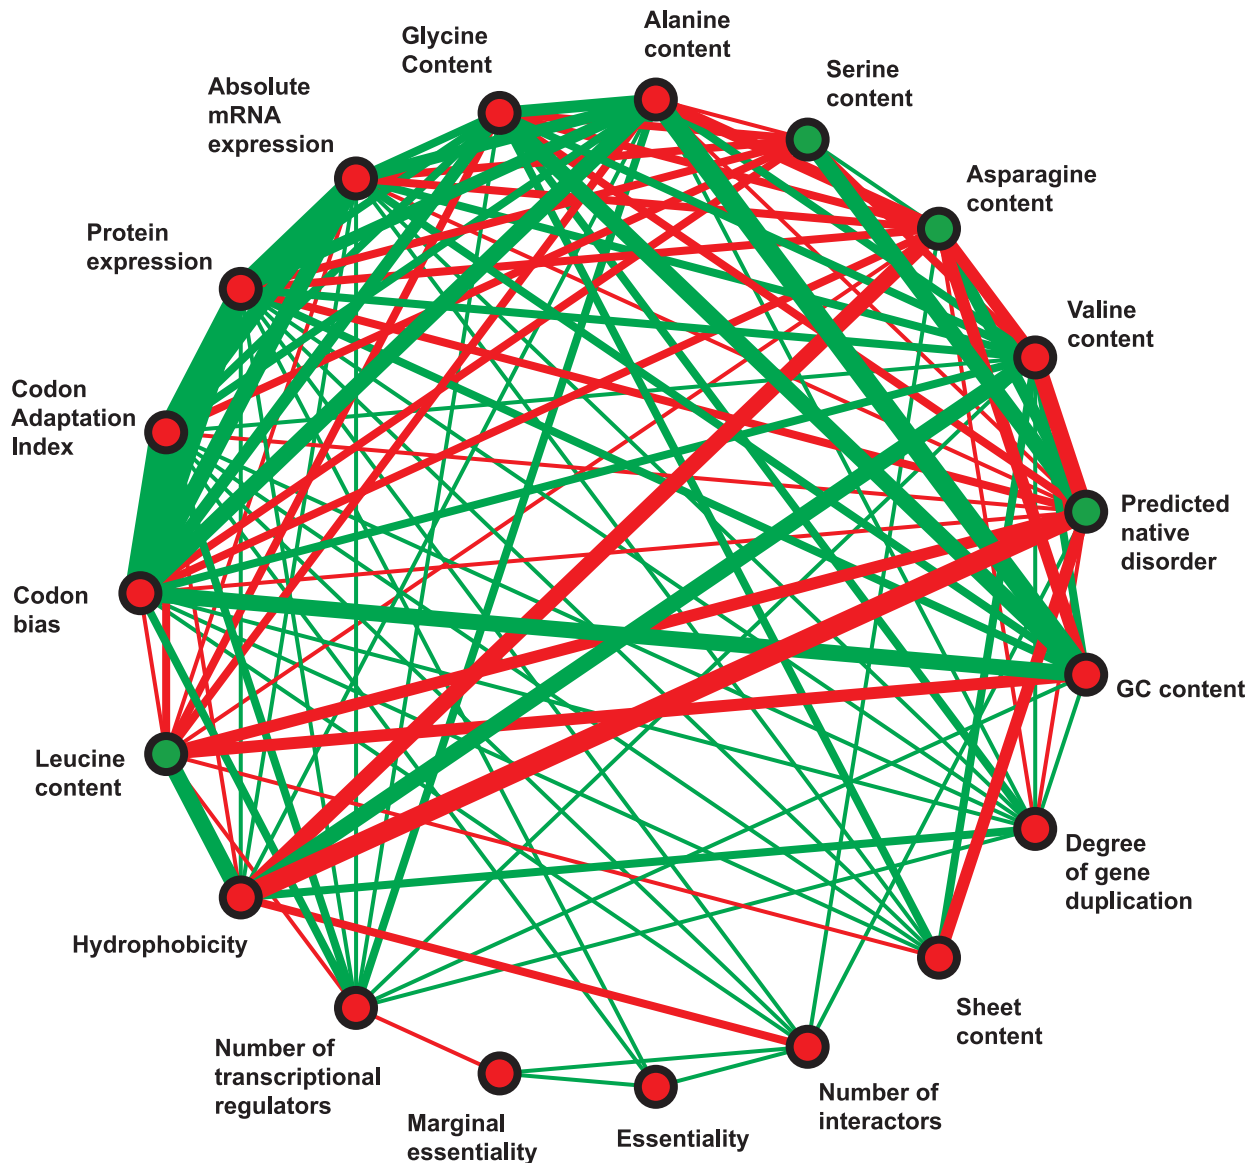 Alanine
content
Glycine
Content
Serine
content
Absolute
mRNA
expression
Asparagine
content
Protein
expression
Valine
content
Codon
Adaptation
Index
Predicted
native
disorder
Codon
bias
GC content
Leucine
content
Degree
of gene
duplication
Hydrophobicity
Sheet
content
Number of
transcriptional
regulators
Marginal
essentiality
Essentiality
Number of
interactors